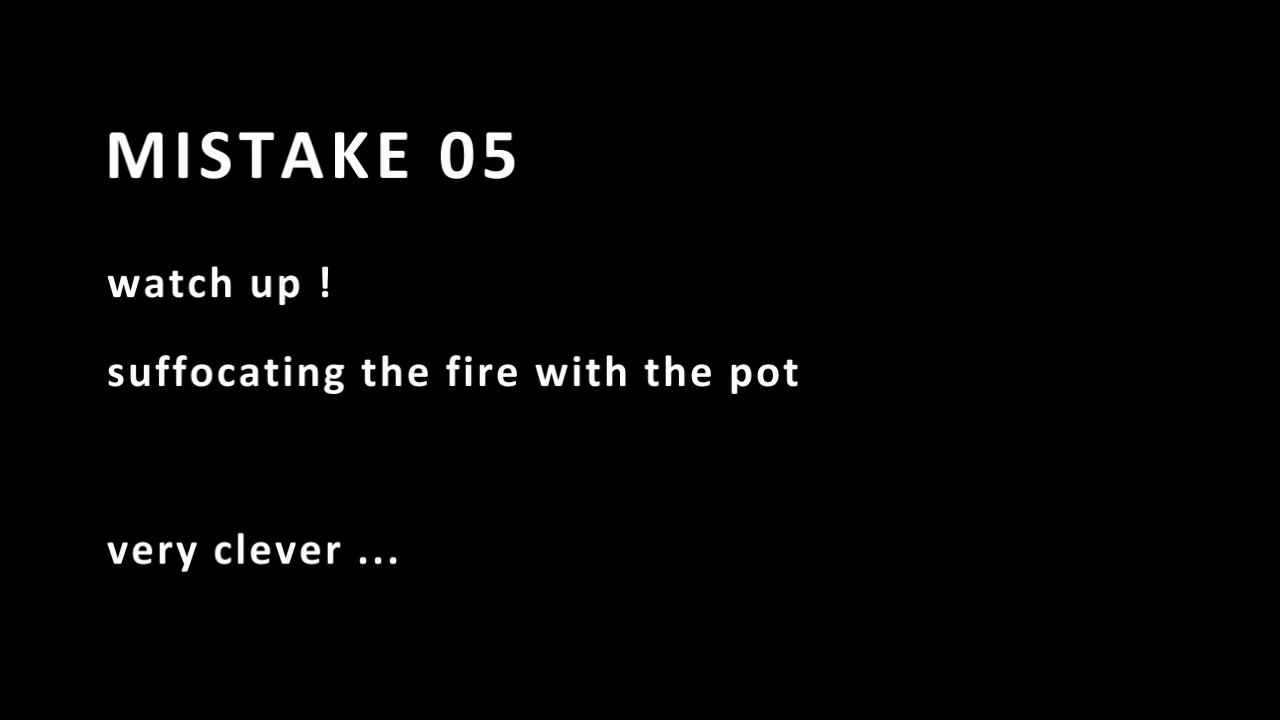 MISTAKE 05
watch up !
suffocating the fire with the pot
very clever ...